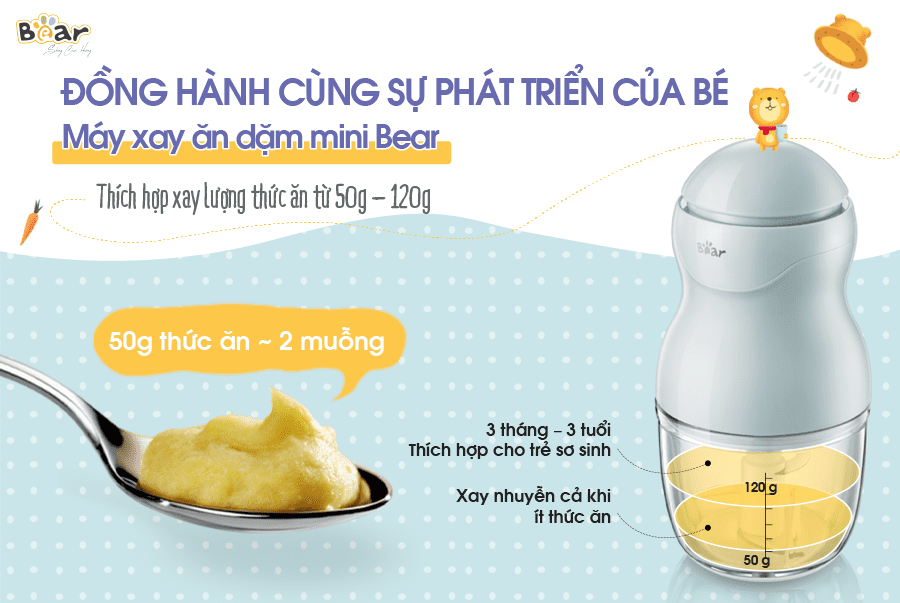 Bear
ĐỒNG HÀNH CÙNG SỰ PHÁT TRIỂN CỦA BÉ
Máy xay ăn dặm mini Bear
Thích hợp xay lượng thức ăn từ 50g – 120g
Bear
50g thức ăn ~ 2 muỗng
3 tháng – 3 tuổi
Thích hợp cho trẻ sơ sinh
120 g
Xay nhuyễn cả khi
ít thức ăn
50 g